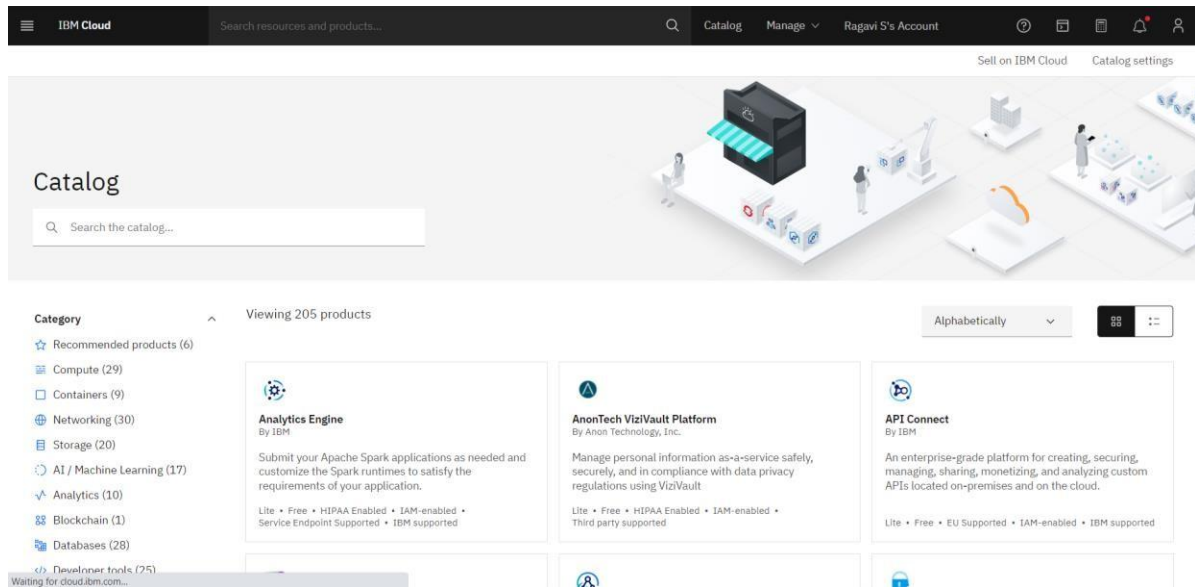 IBM Cloud
Search resources and products...
Catalog
Manage
Ragavi S's Account
Sell on IBM Cloud
Catalog settings
Catalog
Search the catalog...
Category
Recommended products (6)
Compute (29)
Containers (9)
Networking (30)
Storage (20)
AI / Machine Learning (17)
Analytics (10)
Blockchain (1)
Databases (28)
Developer tools (25)
Viewing 205 products
Alphabetically
Analytics Engine
By IBM
Submit your Apache Spark applications as needed and
customize the Spark runtimes to satisfy the
requirements of your application.
Lite • Free • HIPAA Enabled • IAM-enabled •
Service Endpoint Supported • IBM supported
AnonTech ViziVault Platform
By Anon Technology, Inc.
Manage personal information as-a-service safely,
securely, and in compliance with data privacy
regulations using ViziVault
Lite • Free • HIPAA Enabled • IAM-enabled •
Third party supported
API Connect
By IBM
An enterprise-grade platform for creating, securing,
managing, sharing, monetizing, and analyzing custom
APIs located on-premises and on the cloud.
Lite • Free • EU Supported • IAM-enabled • IBM supported
Waiting for cloud.ibm.com...